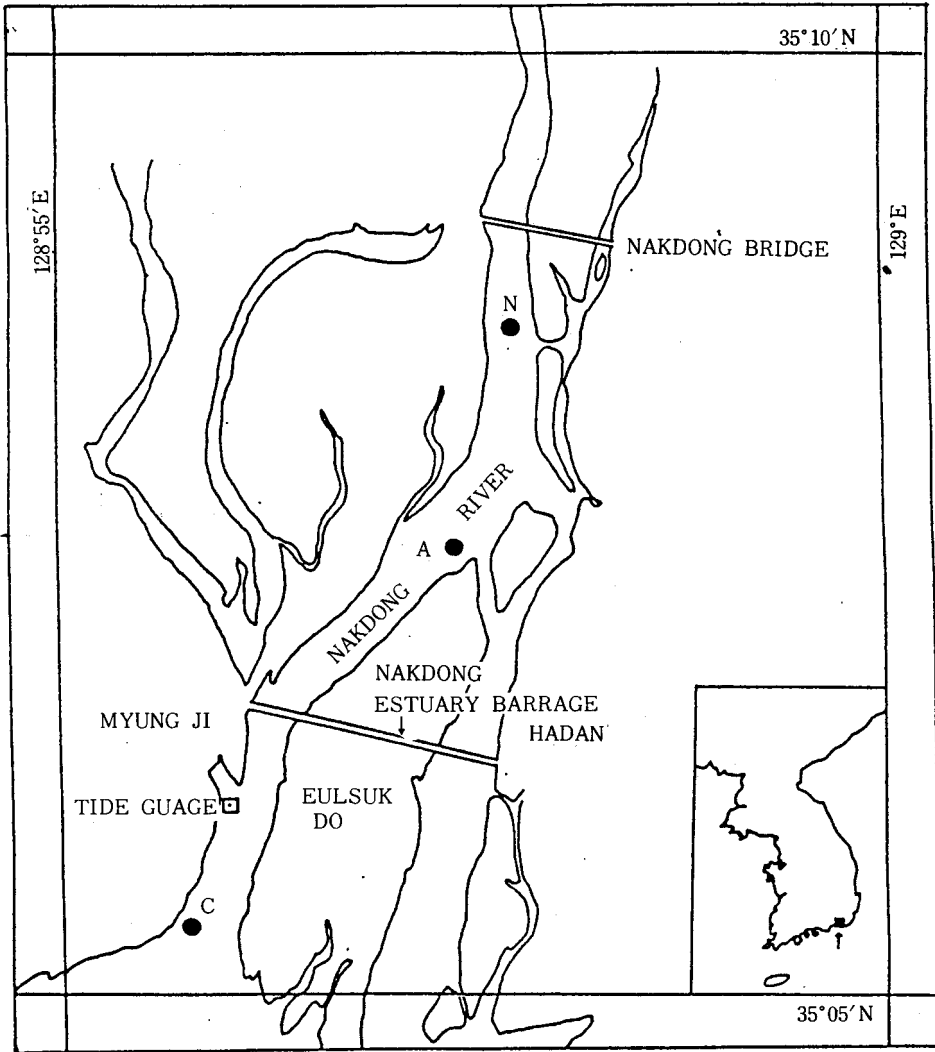 35°10′N
128°55′E
129°E
NAKDONG BRIDGE
N
RIVER
A
NAKDONG
NAKDONG
ESTUARY BARRAGE
MYUNG JI
HADAN
TIDE GUAGE
EULSUK
DO
C
35°05′N